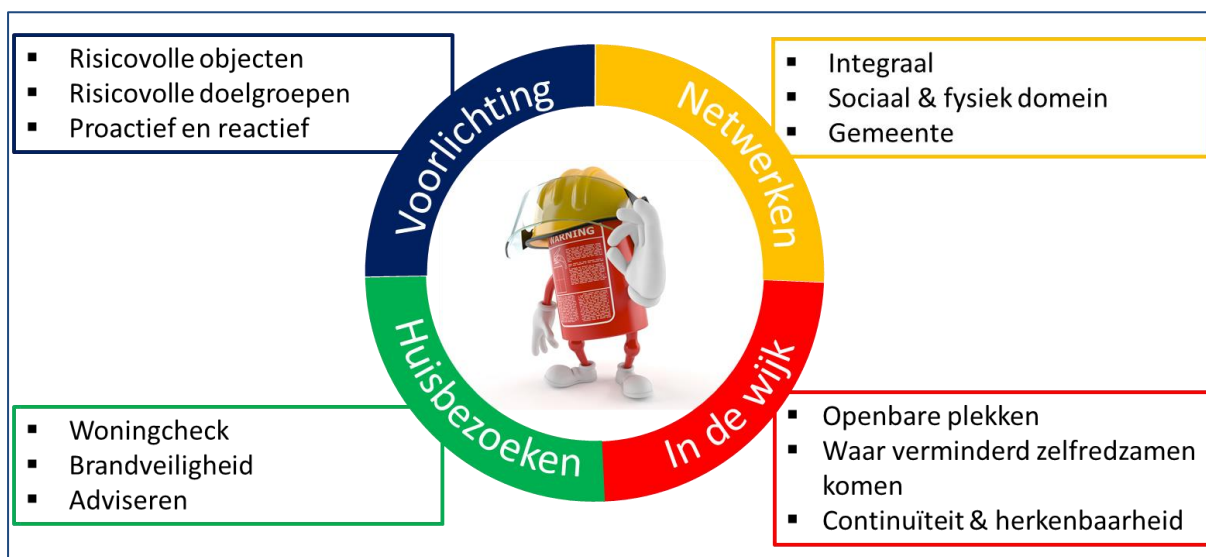 ▪ Risicovolle objecten
▪ Risicovolle doelgroepen
▪ Proactief en reactief
Voorlichting
Netwerken
▪ Integraal
▪ Sociaal & fysiek domein
▪ Gemeente
WARNING
Huisbezoeken
In de wijk
▪ Woningcheck
▪ Brandveiligheid
▪ Adviseren
▪ Openbare plekken
▪ Waar verminderd zelfredzamen
komen
▪ Continuïteit & herkenbaarheid